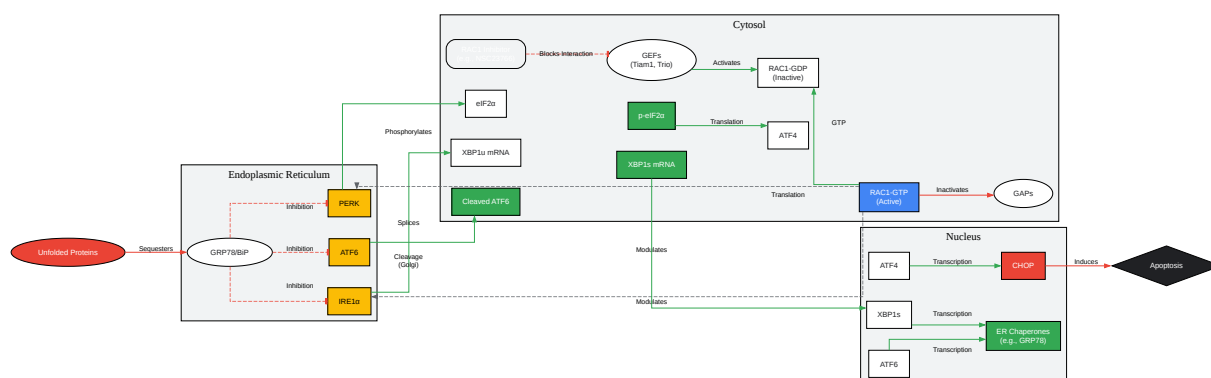 Cytosol
Blocks Interaction
GEFs
(Tiam1, Trio)
Activates
RAC1-GDP
(Inactive)
eIF2α
p-eIF2α
Translation
ATF4
GTP
Phosphorylates
XBP1u mRNA
XBP1s mRNA
Endoplasmic Reticulum
Translation
RAC1-GTP
(Active)
Inactivates
GAPs
PERK
Inhibition
Cleaved ATF6
Splices
Nucleus
Unfolded Proteins
Sequesters
GRP78/BiP
Inhibition
ATF6
Cleavage
(Golgi)
Modulates
ATF4
Transcription
CHOP
Induces
Apoptosis
Inhibition
IRE1α
Modulates
XBP1s
Transcription
ER Chaperones
(e.g., GRP78)
Transcription
ATF6